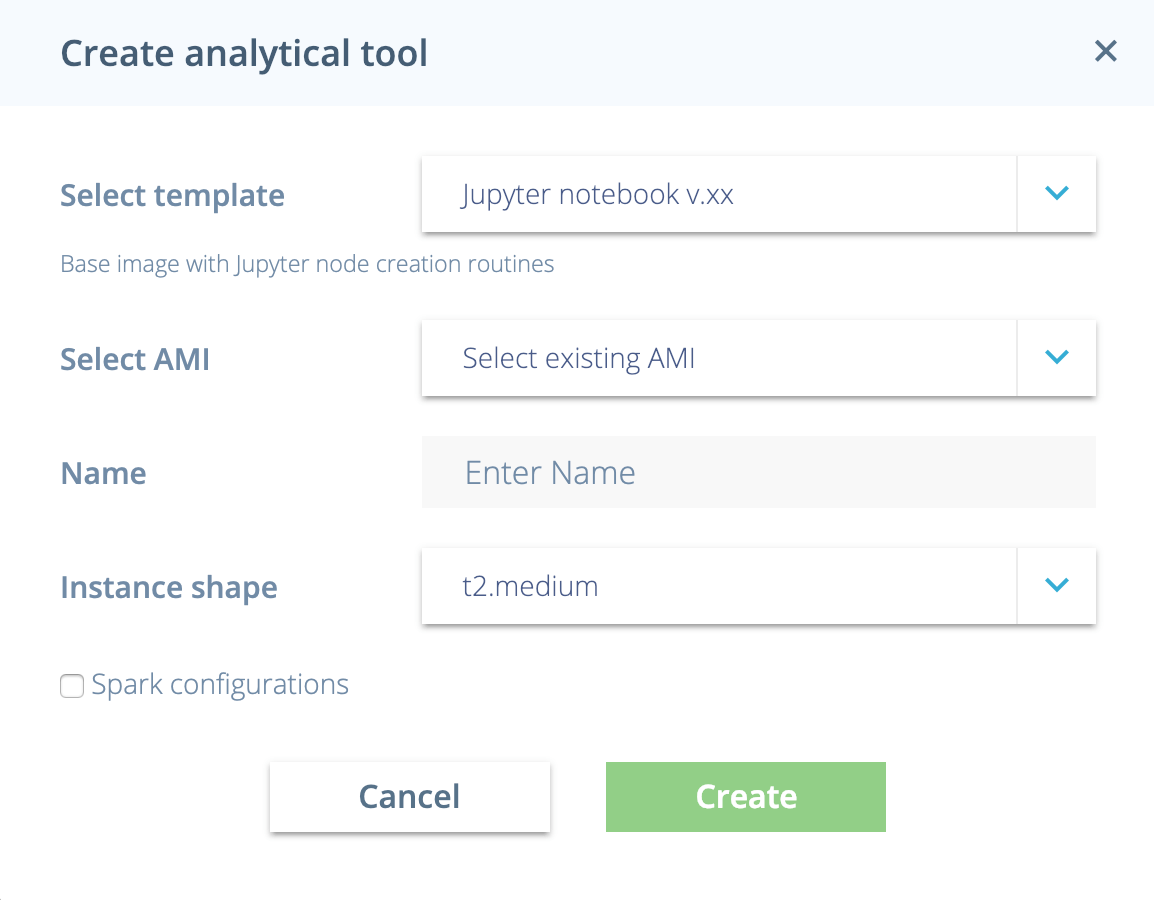 Create analytical tool
Select template
Jupyter notebook v.xx
Base image with Jupyter node creation routines
Select AMI
Select existing AMI
Name
Enter Name
Instance shape
t2.medium
Spark configurations
Cancel
Create